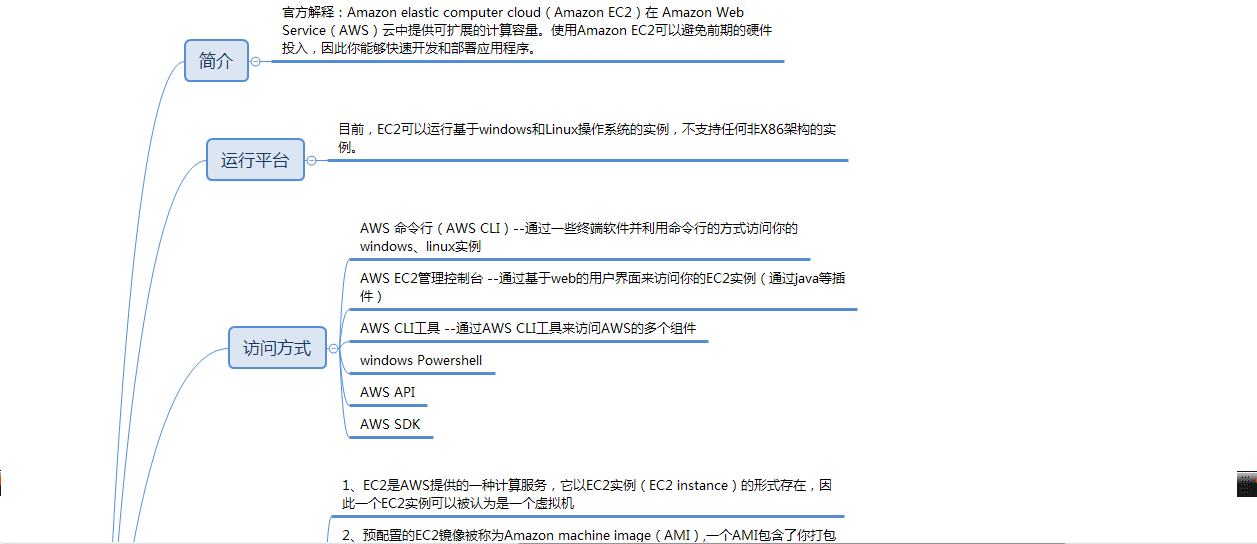 官方解释：Amazon elastic computer cloud（Amazon EC2）在 Amazon Web
Service（AWS）云中提供可扩展的计算容量。使用Amazon EC2可以避免前期的硬件
投入，因此你能够快速开发和部署应用程序。
简介
目前，EC2可以运行基于windows和Linux操作系统的实例，不支持任何非X86架构的实
例。
运行平台
AWS 命令行（AWS CLI）--通过一些终端软件并利用命令行的方式访问你的
windows、linux实例
AWS EC2管理控制台 --通过基于web的用户界面来访问你的EC2实例（通过java等插
件）
AWS CLI工具 --通过AWS CLI工具来访问AWS的多个组件
访问方式
windows Powershell
AWS API
AWS SDK
1、EC2是AWS提供的一种计算服务，它以EC2实例（EC2 instance）的形式存在，因
此一个EC2实例可以被认为是一个虚拟机
2、预配置的EC2镜像被称为Amazon machine image（AMI）,一个AMI包含了你打包